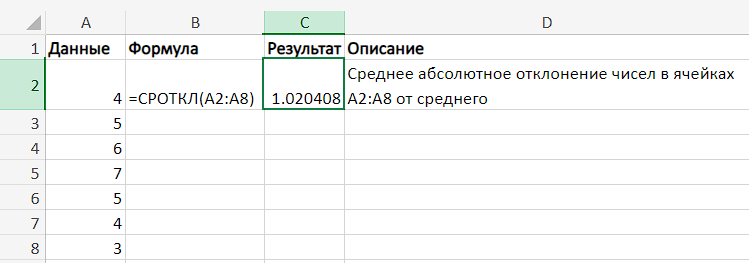 A B C D
1 Данные Формула Результат Описание
Среднее абсолютное отклонение чисел в ячейках
2 4 =СРОТКЛ(A2:A8) 1.020408 A2:A8 от среднего
3 5
4 6
5 7
6 5
7 4
8 3